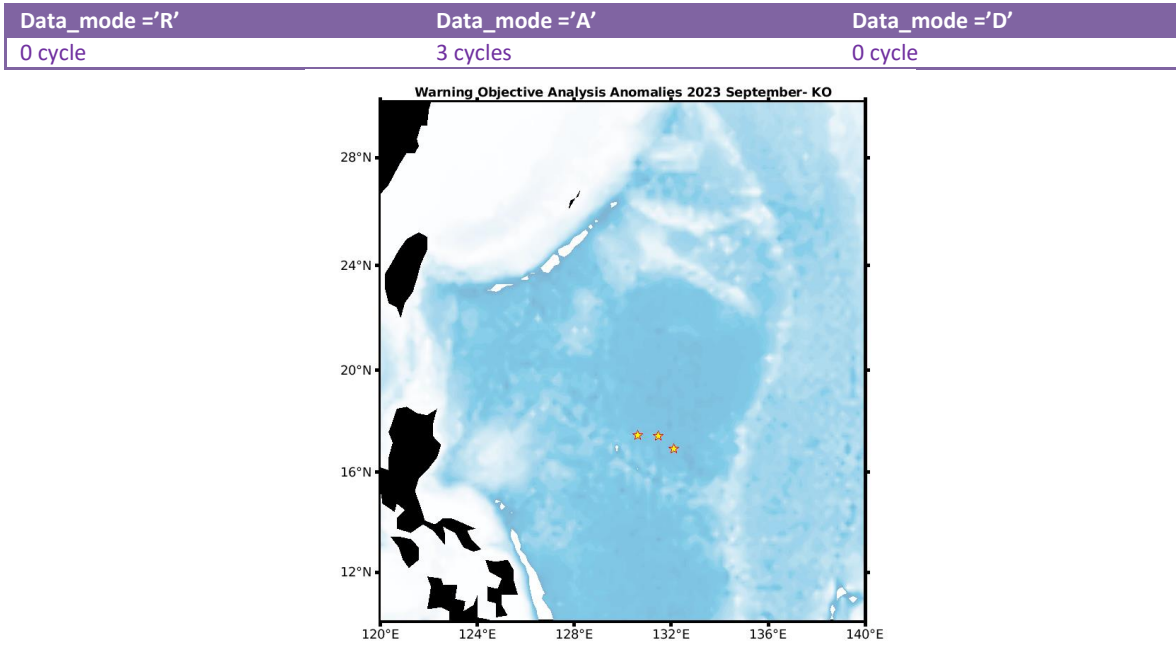 Data_mode =’R’ Data_mode =’A’ Data_mode =’D’
0 cycle 3 cycles 0 cycle
Warning Objective Analysis Anomalies 2023 September- KO
28°N
24°N
20°N
16°N
12°N
120°E 124°E 128°E 132°E 136°E 140°E